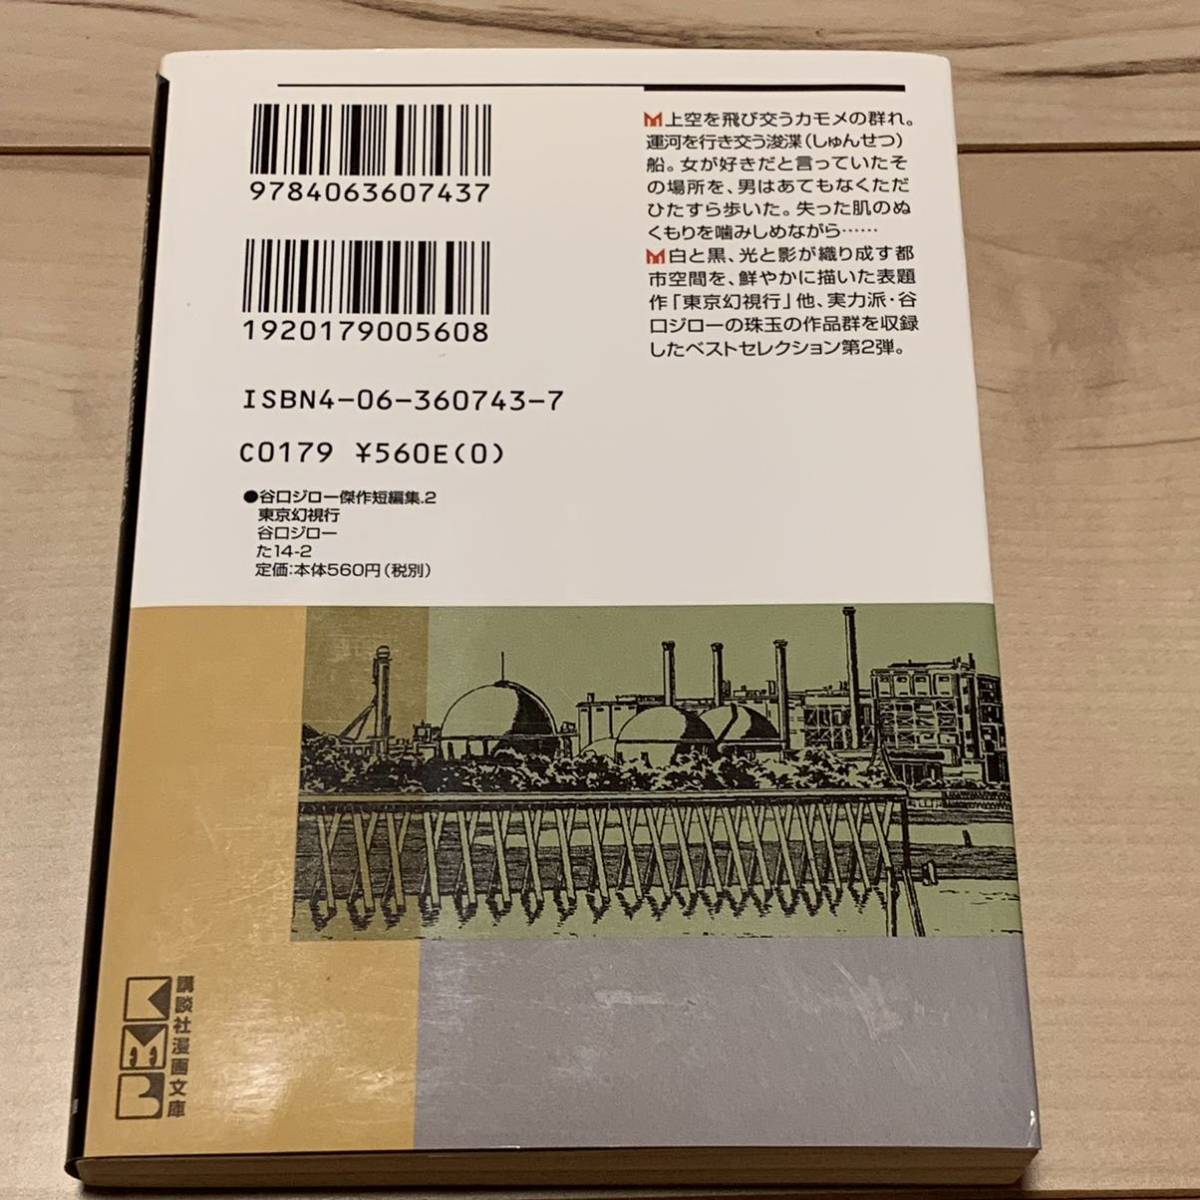 9784063607437
1920179005608
ISBN4-06-360743-7
C0179 ¥560E(0)
●谷口ジロー傑作短編集.2
東京幻視行
谷口ジロー
た14-2
定価:本体560円(税別)
上空を飛び交うカモメの群れ。
運河を行き交う浚渫(しゅんせつ)
船。女が好きだと言っていたそ
の場所を、男はあてもなくただ
ひたすら歩いた。失った肌のぬ
くもりを噛みしめながら……
白と黒、光と影が織り成す都
市空間を、鮮やかに描いた表題
作「東京幻視行」他、実力派・谷
口ジローの珠玉の作品群を収録
したベストセレクション第2弾。
KMB
講談社漫画文庫